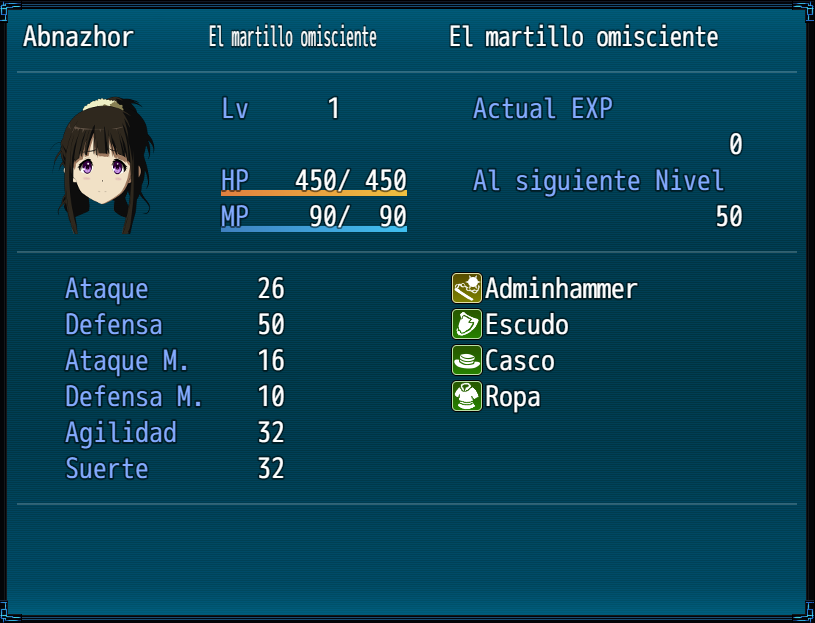 Abnazhor El martillo omisciente El martillo omisciente
Lv 1 Actual EXP
0
HP 450/ 450 Al siguiente Nivel
MP 90/ 90 50
Ataque 26 Adminhammer
Defensa 50 Escudo
Ataque M. 16 Casco
Defensa M. 10 Ropa
Agilidad 32
Suerte 32